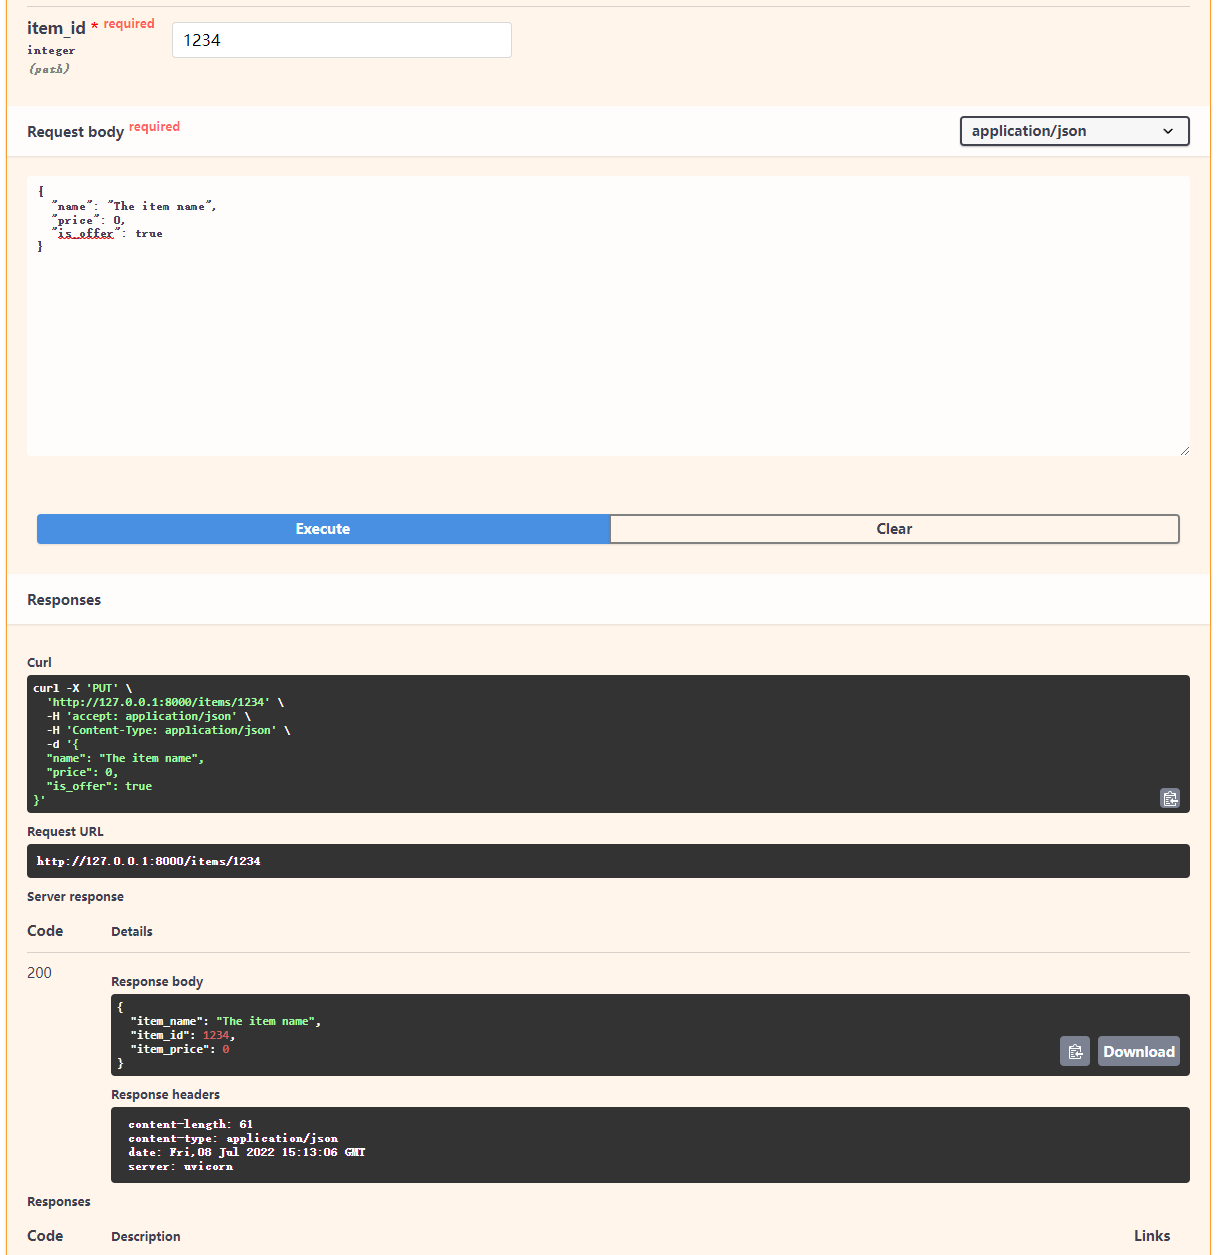 item_id * required
integer
(path)
1234
Request body required
application/json
{
  "name": "The item name",
  "price": 0,
  "is_offer": true
}
Execute
Clear
Responses
Curl
curl -X 'PUT' \
  'http://127.0.0.1:8000/items/1234' \
  -H 'accept: application/json' \
  -H 'Content-Type: application/json' \
  -d '{
  "name": "The item name",
  "price": 0,
  "is_offer": true
}'
Request URL
http://127.0.0.1:8000/items/1234
Server response
Code Details
200
Response body
{
  "item_name": "The item name",
  "item_id": 1234,
  "item_price": 0
}
Download
Response headers
content-length: 61
content-type: application/json
date: Fri,08 Jul 2022 15:13:06 GMT
server: uvicorn
Responses
Code Description Links